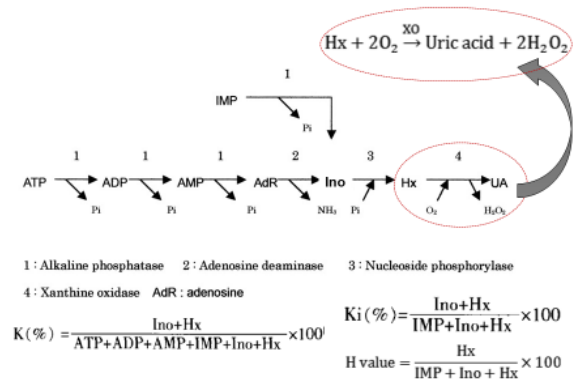 Hx + 2O₂ xo→ Uric acid + 2H₂O₂
1
IMP
Pi
1 1 1 2 3 4
ATP ADP AMP AdR Ino Hx UA
Pi Pi Pi NH₃ Pi O₂ H₂O₂
1 : Alkaline phosphatase 2 : Adenosine deaminase 3 : Nucleoside phosphorylase
4 : Xanthine oxidase AdR : adenosine
K(%) = Ino+Hx / ATP+ADP+AMP+IMP+Ino+Hx ×100
Ki(%)= Ino+Hx / IMP+Ino+Hx ×100
H value = Hx / IMP + Ino + Hx × 100